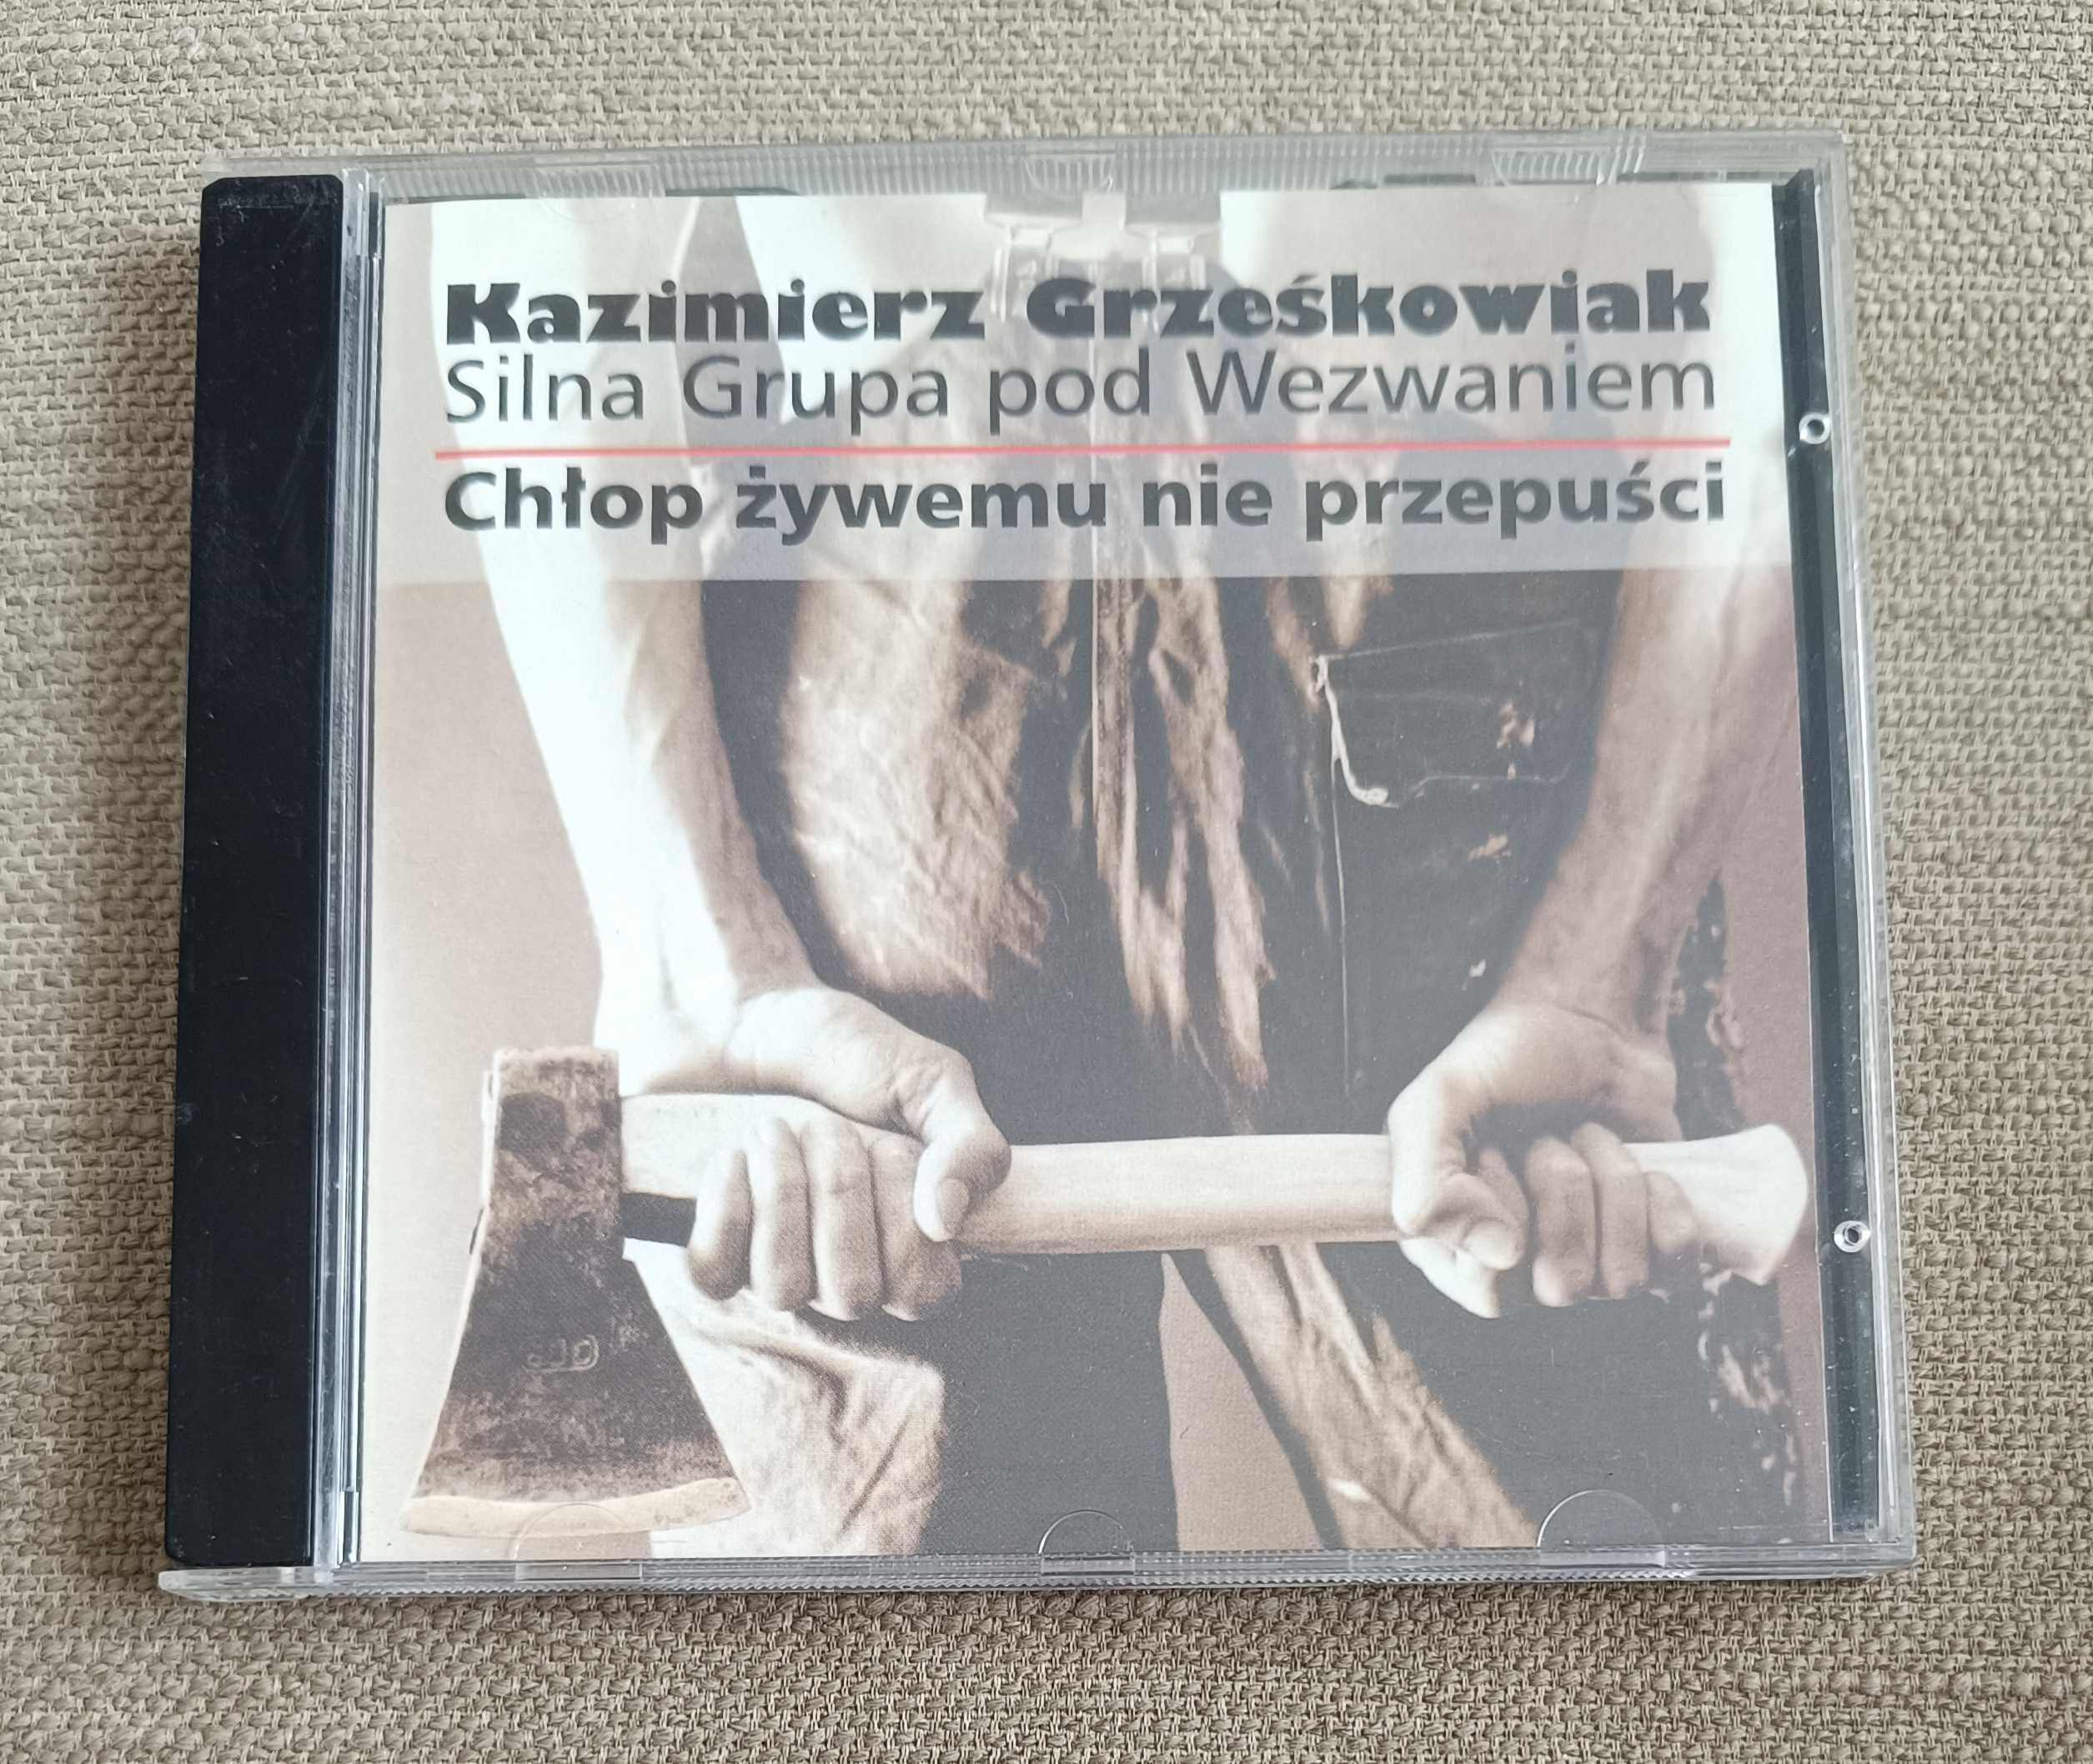 Kazimierz Grześkowiak
Silna Grupa pod Wezwaniem
Chłop żywemu nie przepuści